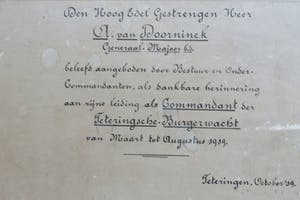 Den Hoog Edel Gestrengen Heer
A. van Doorninck
Generaal-Majoor b.d.
beleefd aangeboden door Bestuur en Onder-
Commandanten, als dankbare herinnering
aan zijne leiding als Commandant der
Teteringsche-Burgerwacht
van Maart tot Augustus 1919.
Teteringen, October '19.